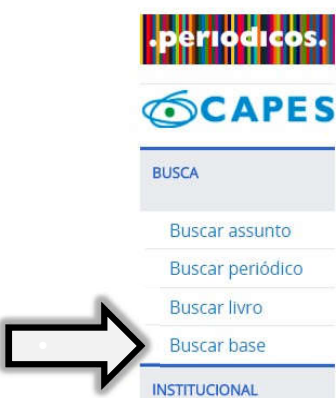 .periodicos.
CAPES
BUSCA
Buscar assunto
Buscar periódico
Buscar livro
Buscar base
INSTITUCIONAL